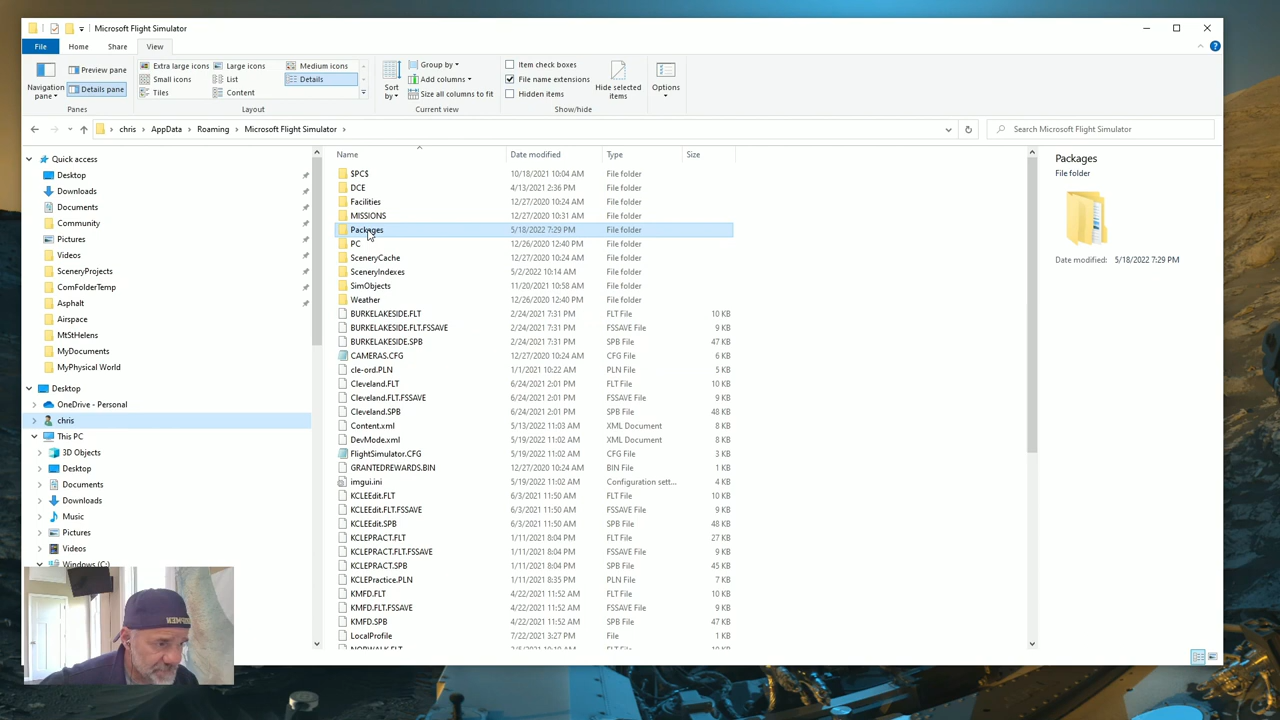 Microsoft Flight Simulator
File Home Share View
Navigation pane
Preview pane
Details pane
Panes
Extra large icons Large icons Medium icons
Small icons List Details
Tiles Content
Layout
Sort by
Group by
Add columns
Size all columns to fit
Current view
Item check boxes
File name extensions
Hidden items
Hide selected items
Show/hide
Options
chris > AppData > Roaming > Microsoft Flight Simulator >
Search Microsoft Flight Simulator
Quick access
Desktop
Downloads
Documents
Community
Pictures
Videos
SceneryProjects
ComFolderTemp
Asphalt
Airspace
MtStHelens
MyDocuments
MyPhysical World
Desktop
OneDrive - Personal
chris
This PC
3D Objects
Desktop
Documents
Downloads
Music
Pictures
Videos
Windows (C:)
Name Date modified Type Size
$PC$ 10/18/2021 10:04 AM File folder
DCE 4/13/2021 2:36 PM File folder
Facilities 12/27/2020 10:24 AM File folder
MISSIONS 12/27/2020 10:31 AM File folder
Packages 5/18/2022 7:29 PM File folder
PC 12/26/2020 12:40 PM File folder
SceneryCache 12/27/2020 10:24 AM File folder
SceneryIndexes 5/2/2022 10:14 AM File folder
SimObjects 11/20/2021 10:58 AM File folder
Weather 12/26/2020 12:40 PM File folder
BURKELAKESIDE.FLT 2/24/2021 7:31 PM FLT File 10 KB
BURKELAKESIDE.FLT.FSSAVE 2/24/2021 7:31 PM FSSAVE File 9 KB
BURKELAKESIDE.SPB 2/24/2021 7:31 PM SPB File 47 KB
CAMERAS.CFG 12/27/2020 10:24 AM CFG File 6 KB
cle-ord.PLN 1/1/2021 10:22 AM PLN File 5 KB
Cleveland.FLT 6/24/2021 2:01 PM FLT File 10 KB
Cleveland.FLT.FSSAVE 6/24/2021 2:01 PM FSSAVE File 9 KB
Cleveland.SPB 6/24/2021 2:01 PM SPB File 48 KB
Content.xml 5/13/2022 11:03 AM XML Document 8 KB
DevMode.xml 5/19/2022 11:02 AM XML Document 8 KB
FlightSimulator.CFG 5/19/2022 11:02 AM CFG File 3 KB
GRANTEDREWARDS.BIN 12/27/2020 10:24 AM BIN File 1 KB
imgui.ini 5/19/2022 11:02 AM Configuration sett... 4 KB
KCLEEdit.FLT 6/3/2021 11:50 AM FLT File 10 KB
KCLEEdit.FLT.FSSAVE 6/3/2021 11:50 AM FSSAVE File 9 KB
KCLEEdit.SPB 6/3/2021 11:50 AM SPB File 48 KB
KCLEPRACT.FLT 1/11/2021 8:04 PM FLT File 27 KB
KCLEPRACT.FLT.FSSAVE 1/11/2021 8:04 PM FSSAVE File 9 KB
KCLEPRACT.SPB 1/11/2021 8:04 PM SPB File 45 KB
KCLEPractice.PLN 1/11/2021 8:35 PM PLN File 7 KB
KMFD.FLT 4/22/2021 11:52 AM FLT File 10 KB
KMFD.FLT.FSSAVE 4/22/2021 11:52 AM FSSAVE File 9 KB
KMFD.SPB 4/22/2021 11:52 AM SPB File 47 KB
LocalProfile 7/22/2021 3:27 PM File 1 KB
Packages
File folder
Date modified: 5/18/2022 7:29 PM